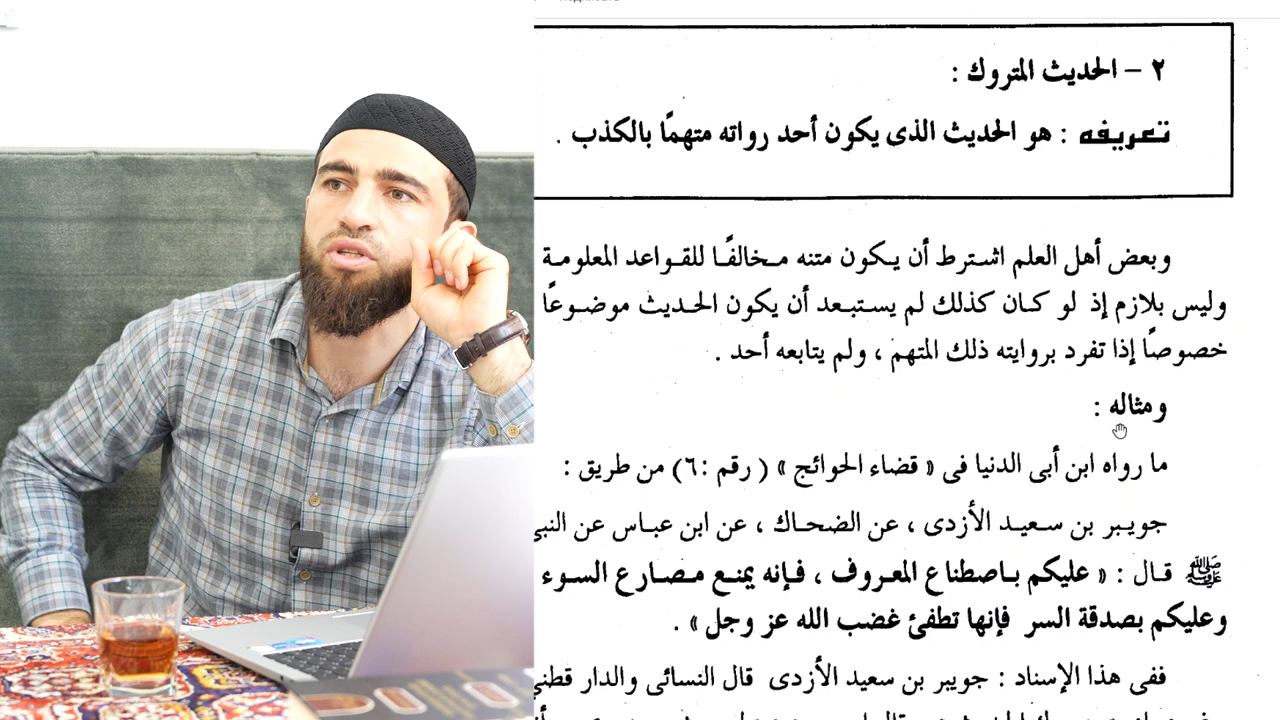 ٢ – الحديث المتروك :
تعريفه : هو الحديث الذى يكون أحد رواته متهمًا بالكذب .
وبعض أهل العلم اشترط أن يكون متنه مخالفًا للقواعد المعلومة
وليس بلازم إذ لو كان كذلك لم يستبعد أن يكون الحديث موضوعًا
خصوصًا إذا تفرد بروايته ذلك المتهم ، ولم يتابعه أحد .
ومثاله :
ما رواه ابن أبى الدنيا فى « قضاء الحوائج » ( رقم :٦) من طريق :
جويبر بن سعيد الأزدى ، عن الضحاك ، عن ابن عباس عن النبى
ﷺ قال : « عليكم باصطناع المعروف ، فإنه يمنع مصارع السوء
وعليكم بصدقة السر فإنها تطفئ غضب الله عز وجل » .
ففى هذا الإسناد : جويبر بن سعيد الأزدى قال النسائى والدار قطنى